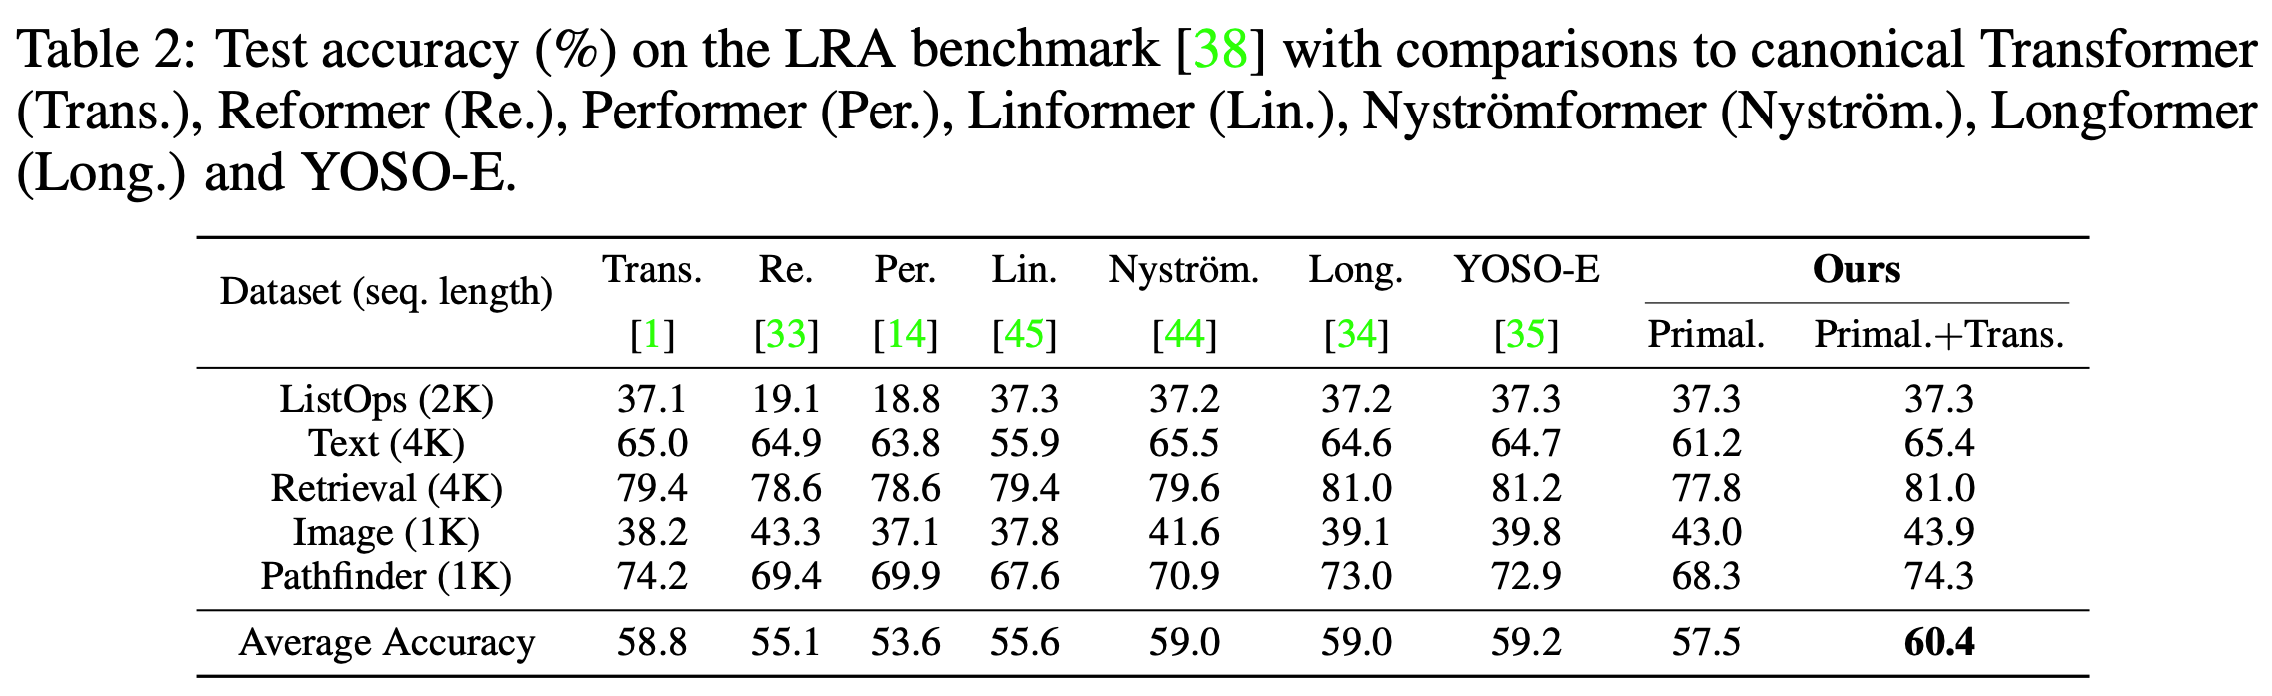 Table 2: Test accuracy (%) on the LRA benchmark [38] with comparisons to canonical Transformer
(Trans.), Reformer (Re.), Performer (Per.), Linformer (Lin.), Nyströmformer (Nyström.), Longformer
(Long.) and YOSO-E.
Dataset (seq. length) Trans. Re. Per. Lin. Nyström. Long. YOSO-E Ours
[1] [33] [14] [45] [44] [34] [35] Primal. Primal.+Trans.
ListOps (2K) 37.1 19.1 18.8 37.3 37.2 37.2 37.3 37.3 37.3
Text (4K) 65.0 64.9 63.8 55.9 65.5 64.6 64.7 61.2 65.4
Retrieval (4K) 79.4 78.6 78.6 79.4 79.6 81.0 81.2 77.8 81.0
Image (1K) 38.2 43.3 37.1 37.8 41.6 39.1 39.8 43.0 43.9
Pathfinder (1K) 74.2 69.4 69.9 67.6 70.9 73.0 72.9 68.3 74.3
Average Accuracy 58.8 55.1 53.6 55.6 59.0 59.0 59.2 57.5 60.4